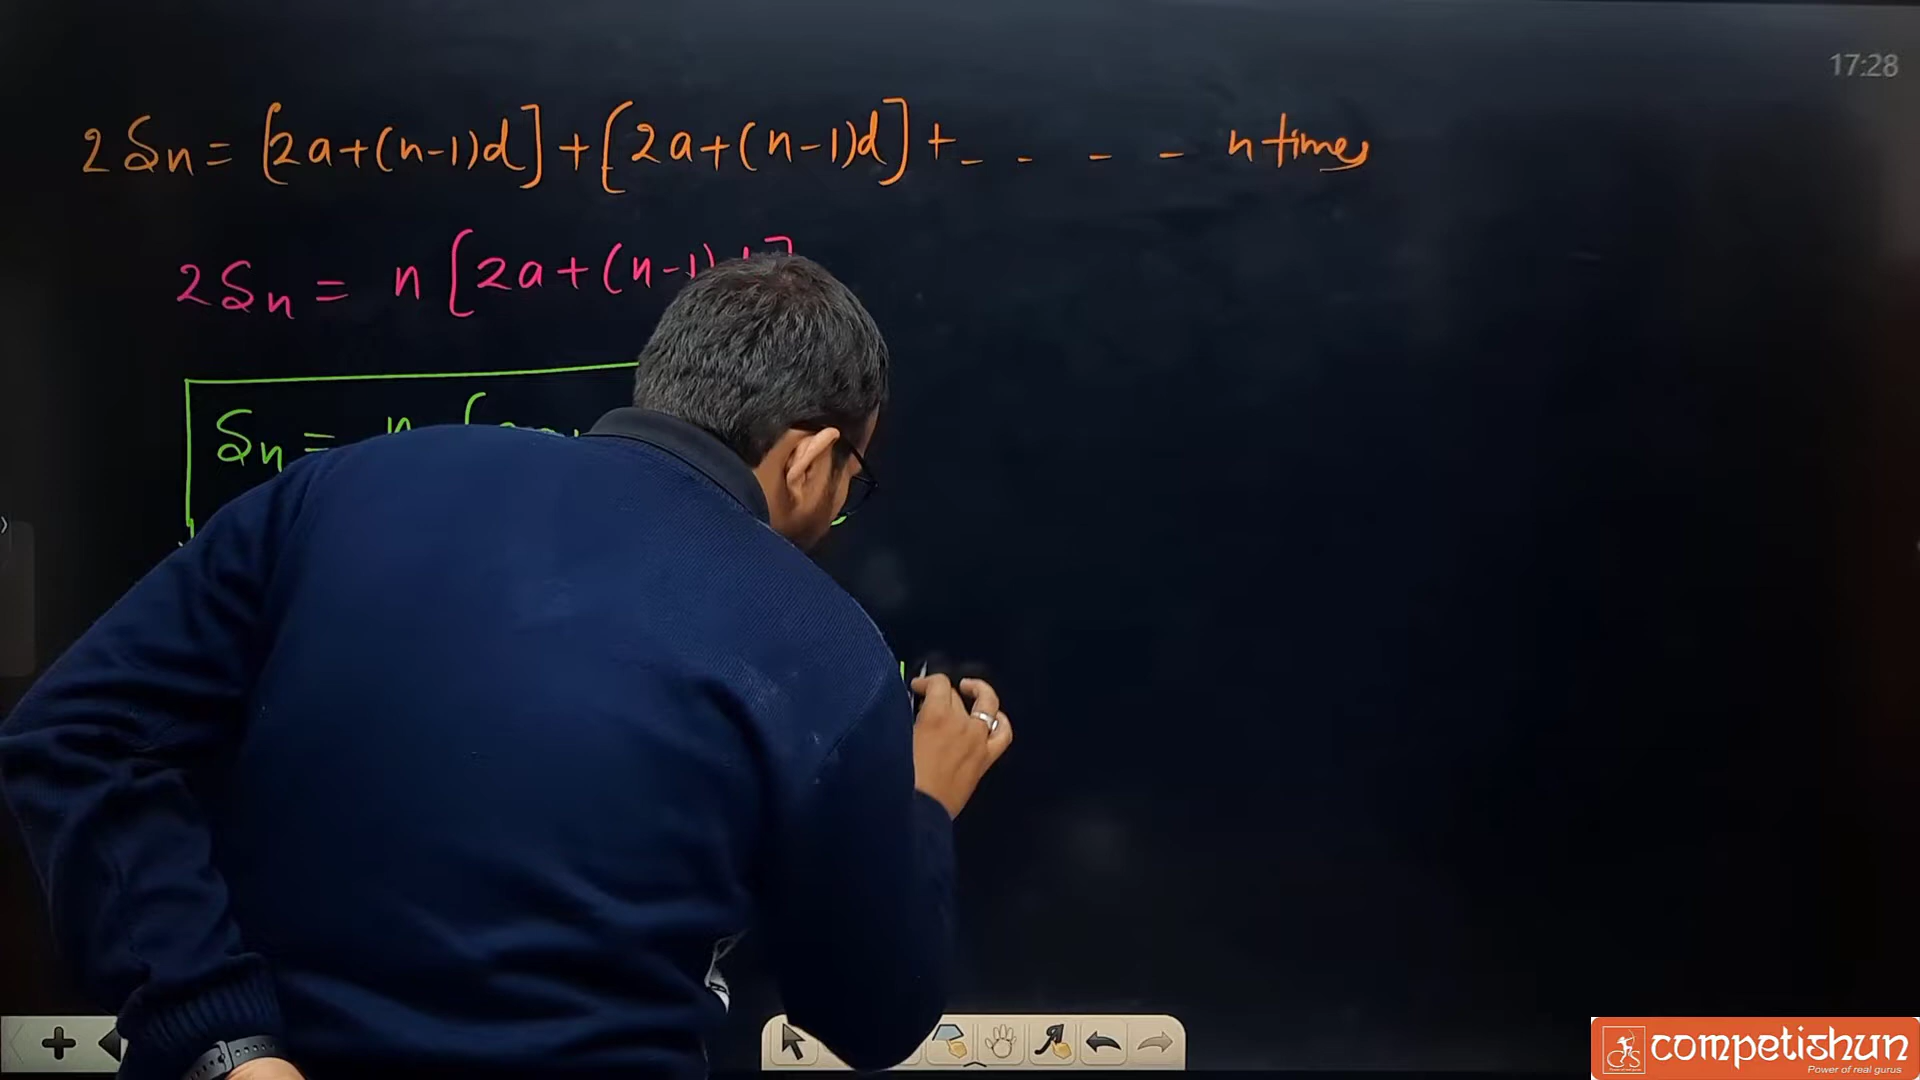 17:28
2Sn = [2a+(n-1)d] + [2a+(n-1)d] + - - - - n times
2Sn = n [2a+(n-1)d]
Sn = n [
competishun
Power of real gurus